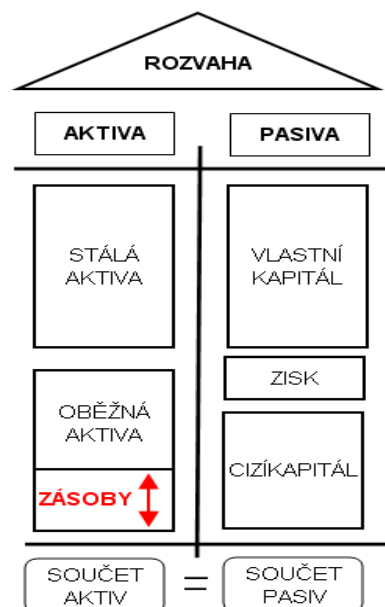 ROZVAHA
AKTIVA
PASIVA
STÁLÁ
AKTIVA
VLASTNÍ
KAPITÁL
ZISK
OBĚŽNÁ
AKTIVA
CIZÍKAPITÁL
ZÁSOBY
SOUČET
AKTIV
=
SOUČET
PASIV